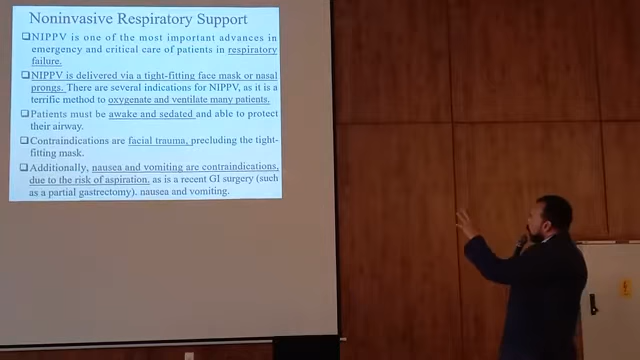 Noninvasive Respiratory Support
❑NIPPV is one of the most important advances in
emergency and critical care of patients in respiratory
failure.
❑NIPPV is delivered via a tight-fitting face mask or nasal
prongs. There are several indications for NIPPV, as it is a
terrific method to oxygenate and ventilate many patients.
❑Patients must be awake and sedated and able to protect
their airway.
❑Contraindications are facial trauma, precluding the tight-
fitting mask.
❑Additionally, nausea and vomiting are contraindications,
due to the risk of aspiration, as is a recent GI surgery (such
as a partial gastrectomy). nausea and vomiting.